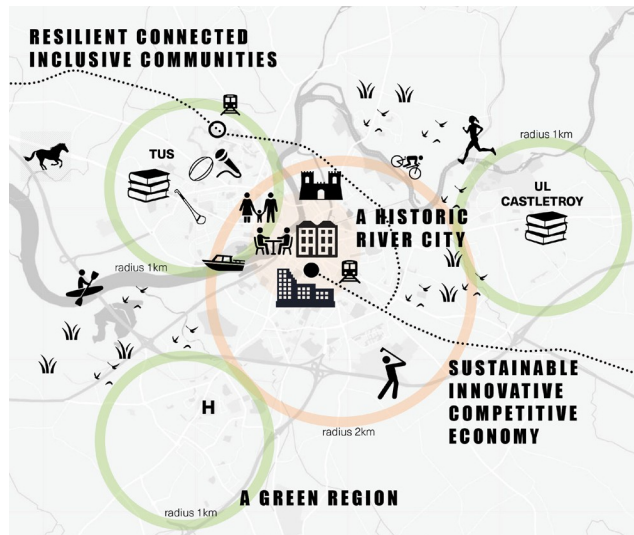 RESILIENT CONNECTED
INCLUSIVE COMMUNITIES
TUS
radius 1km
UL
CASTLETROY
A HISTORIC
RIVER CITY
radius 1km
SUSTAINABLE
INNOVATIVE
COMPETITIVE
ECONOMY
H
radius 2km
A GREEN REGION
radius 1km